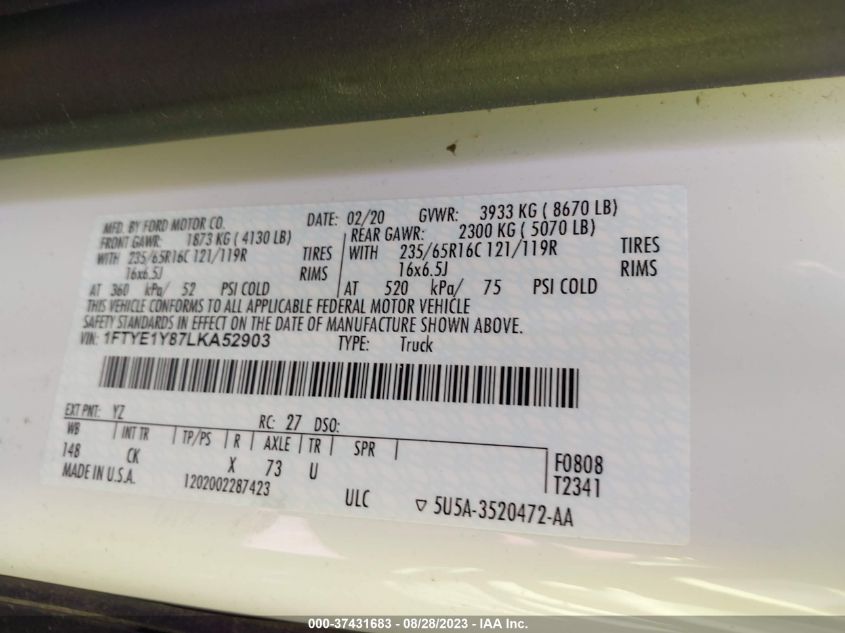 MFD. BY FORD MOTOR CO. DATE: 02/20 GVWR: 3933 KG ( 8670 LB)
FRONT GAWR: 1873 KG ( 4130 LB) REAR GAWR: 2300 KG ( 5070 LB)
WITH 235/65R16C 121/119R TIRES WITH 235/65R16C 121/119R TIRES
16x6.5J RIMS 16x6.5J RIMS
AT 360 kPa/ 52 PSI COLD AT 520 kPa/ 75 PSI COLD
THIS VEHICLE CONFORMS TO ALL APPLICABLE FEDERAL MOTOR VEHICLE
SAFETY STANDARDS IN EFFECT ON THE DATE OF MANUFACTURE SHOWN ABOVE.
VIN: 1FTYE1Y87LKA52903 TYPE: Truck
EXT PNT: YZ RC: 27 DSO:
WB INT TR TP/PS R AXLE TR SPR
148 CK X 73 U F0808
T2341
MADE IN U.S.A. 1202002287423 ULC ▽ 5U5A-3520472-AA
000-37431683 / 08/28/2023 - IAA Inc.